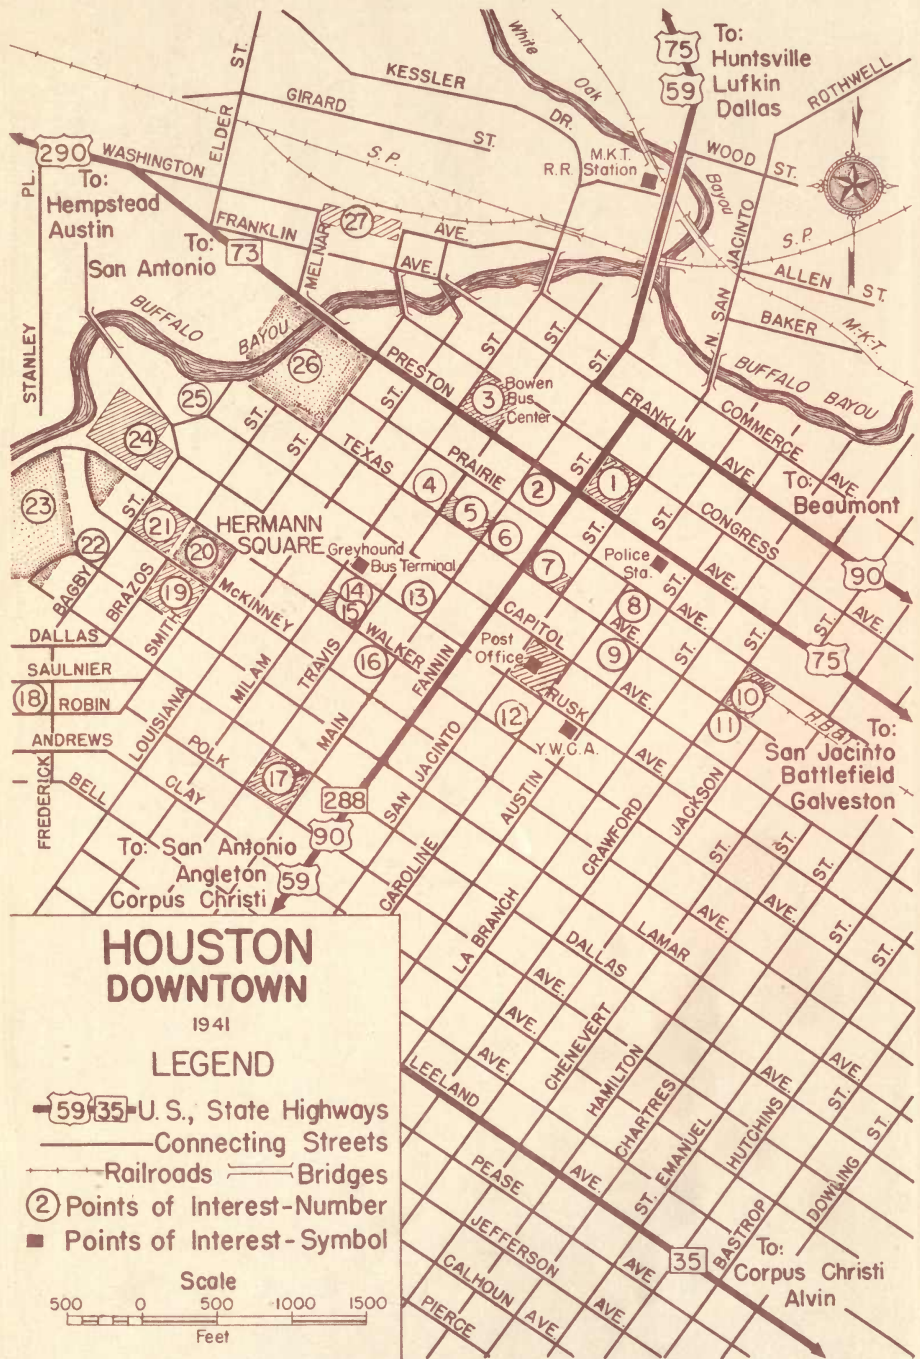 White
Oak
Bayou
75
59
To:
Huntsville
Lufkin
Dallas
ROTHWELL
ST.
KESSLER
DR.
ELDER
GIRARD
ST.
WOOD ST.
290
WASHINGTON
S.P.
R.R.
M.K.T.
Station
PL.
To:
Hempstead
Austin
27
FRANKLIN
AVE.
To:
73
San Antonio
MELNAR
AVE.
N. SAN JACINTO
S.P.
ALLEN ST.
BAKER
M-K-T.
BUFFALO
BAYOU
STANLEY
26
PRESTON
ST.
ST
ST.
BUFFALO
BAYOU
25
3
Bowen
Bus
Center
FRANKLIN
AVE.
COMMERCE
AVE.
24
ST.
ST.
TEXAS
PRAIRIE
ST.
1
To:
Beaumont
4
2
23
5
CONGRESS
ST.
21
HERMANN
SQUARE
6
ST.
ST.
22
20
Greyhound
Bus Terminal
7
Police
Sta.
AVE.
90
BAGBY
BRAZOS
19
McKINNEY
14
15
13
8
ST.
AVE.
ST.
ST.
AVE.
DALLAS
SMITH
WALKER
CAPITOL
AVE.
9
ST.
75
SAULNIER
MILAM
TRAVIS
16
FANNIN
Post
Office
AVE.
10
18
ROBIN
LOUISIANA
MAIN
12
RUSK
11
H.B.&T.
ANDREWS
POLK
SAN JACINTO
Y.W.C.A.
AVE.
To:
San Jacinto
Battlefield
Galveston
FREDERICK
BELL
CLAY
17
288
AUSTIN
JACKSON
90
CRAWFORD
ST.
ST.
ST.
To: San Antonio
Angleton
Corpus Christi
59
CAROLINE
LA BRANCH
AVE.
AVE.
ST.
ST.
HOUSTON
DOWNTOWN
1941
LEGEND
59 35 U.S., State Highways
Connecting Streets
Railroads Bridges
2 Points of Interest-Number
Points of Interest-Symbol
Scale
500 0 500 1000 1500
Feet
DALLAS
AVE.
LAMAR
AVE.
AVE.
LEELAND
AVE.
CHENEVERT
HAMILTON
CHARTRES
ST. EMANUEL
AVE.
HUTCHINS
AVE.
ST.
ST.
DOWLING
PEASE
AVE.
BASTROP
JEFFERSON
AVE.
35
To:
Corpus Christi
Alvin
CALHOUN
AVE.
PIERCE
AVE.